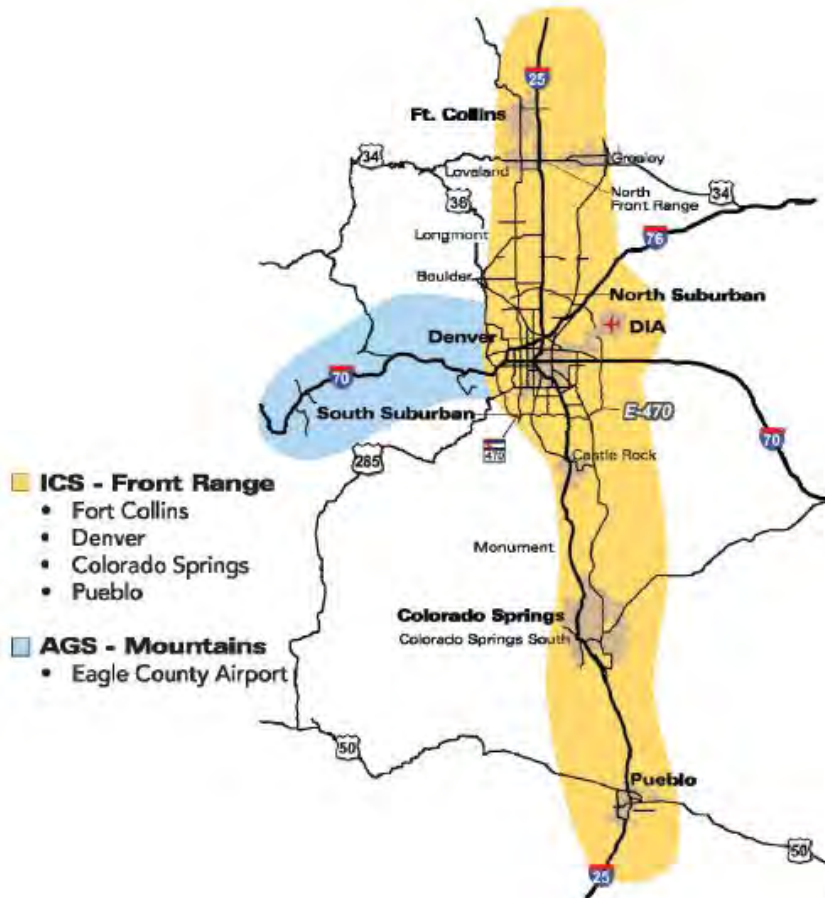 25
Ft. Collins
34
Loveland
Greeley
North
Front Range
34
36
Longmont
76
Boulder
North Suburban
Denver
DIA
70
South Suburban
E-470
470
70
285
Castle Rock
ICS - Front Range
• Fort Collins
• Denver
• Colorado Springs
• Pueblo
Monument
Colorado Springs
Colorado Springs South
AGS - Mountains
• Eagle County Airport
50
Pueblo
50
25